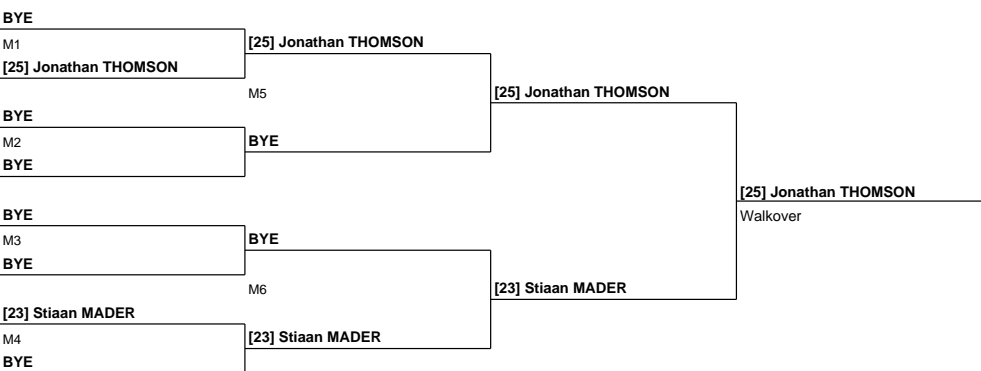 BYE
M1
[25] Jonathan THOMSON
[25] Jonathan THOMSON
M5
[25] Jonathan THOMSON
BYE
M2
BYE
BYE
[25] Jonathan THOMSON
Walkover
BYE
M3
BYE
BYE
M6
[23] Stiaan MADER
[23] Stiaan MADER
M4
[23] Stiaan MADER
BYE